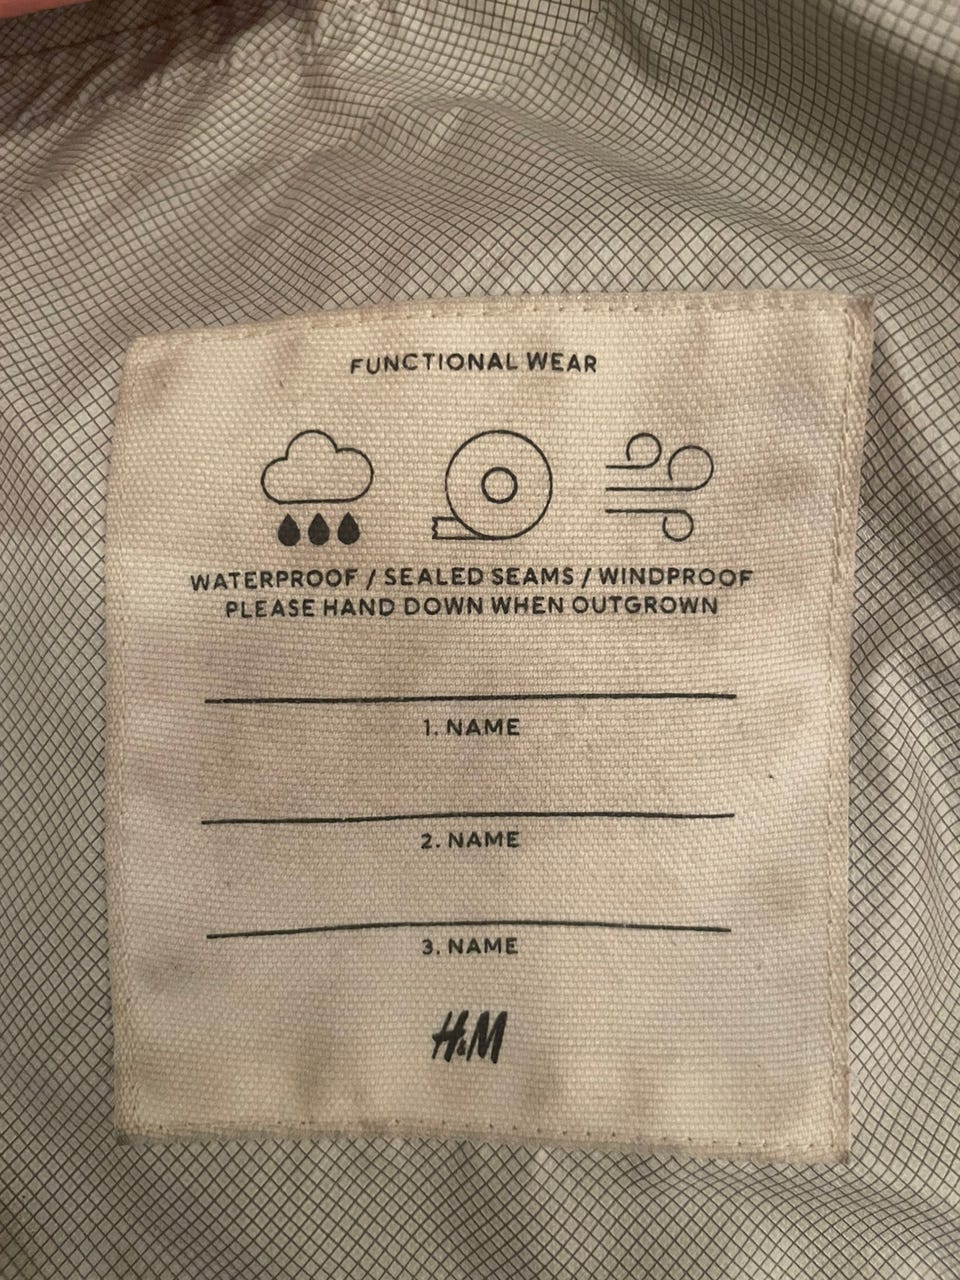 FUNCTIONAL WEAR
WATERPROOF / SEALED SEAMS / WINDPROOF
PLEASE HAND DOWN WHEN OUTGROWN
1. NAME
2. NAME
3. NAME
H&M